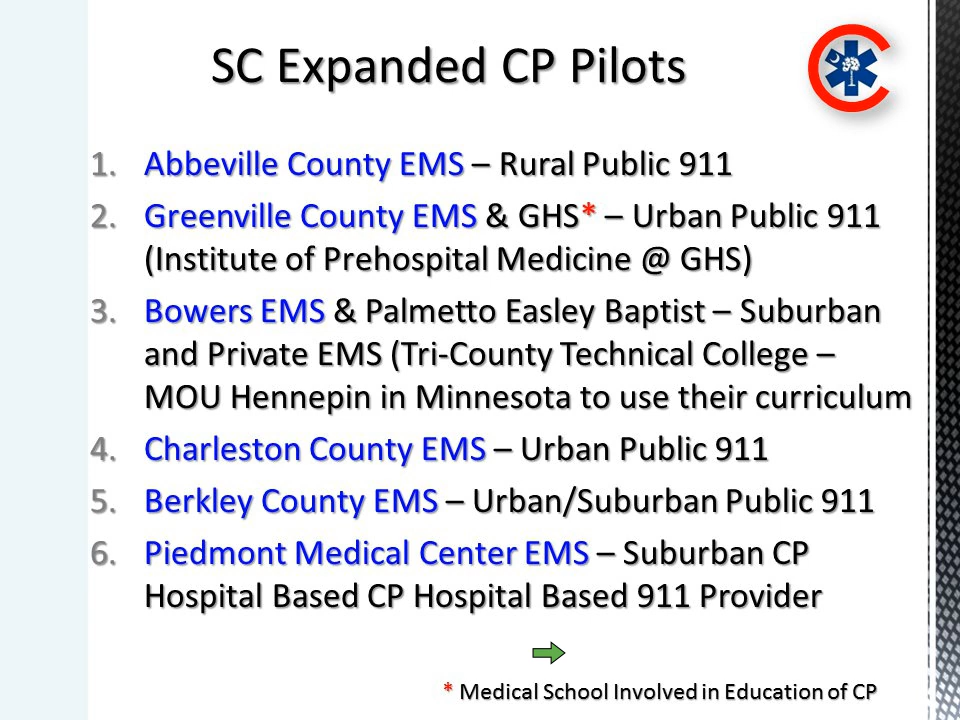 SC Expanded CP Pilots
1. Abbeville County EMS – Rural Public 911
2. Greenville County EMS & GHS* – Urban Public 911
(Institute of Prehospital Medicine @ GHS)
3. Bowers EMS & Palmetto Easley Baptist – Suburban
and Private EMS (Tri-County Technical College –
MOU Hennepin in Minnesota to use their curriculum
4. Charleston County EMS – Urban Public 911
5. Berkley County EMS – Urban/Suburban Public 911
6. Piedmont Medical Center EMS – Suburban CP
Hospital Based CP Hospital Based 911 Provider
* Medical School Involved in Education of CP